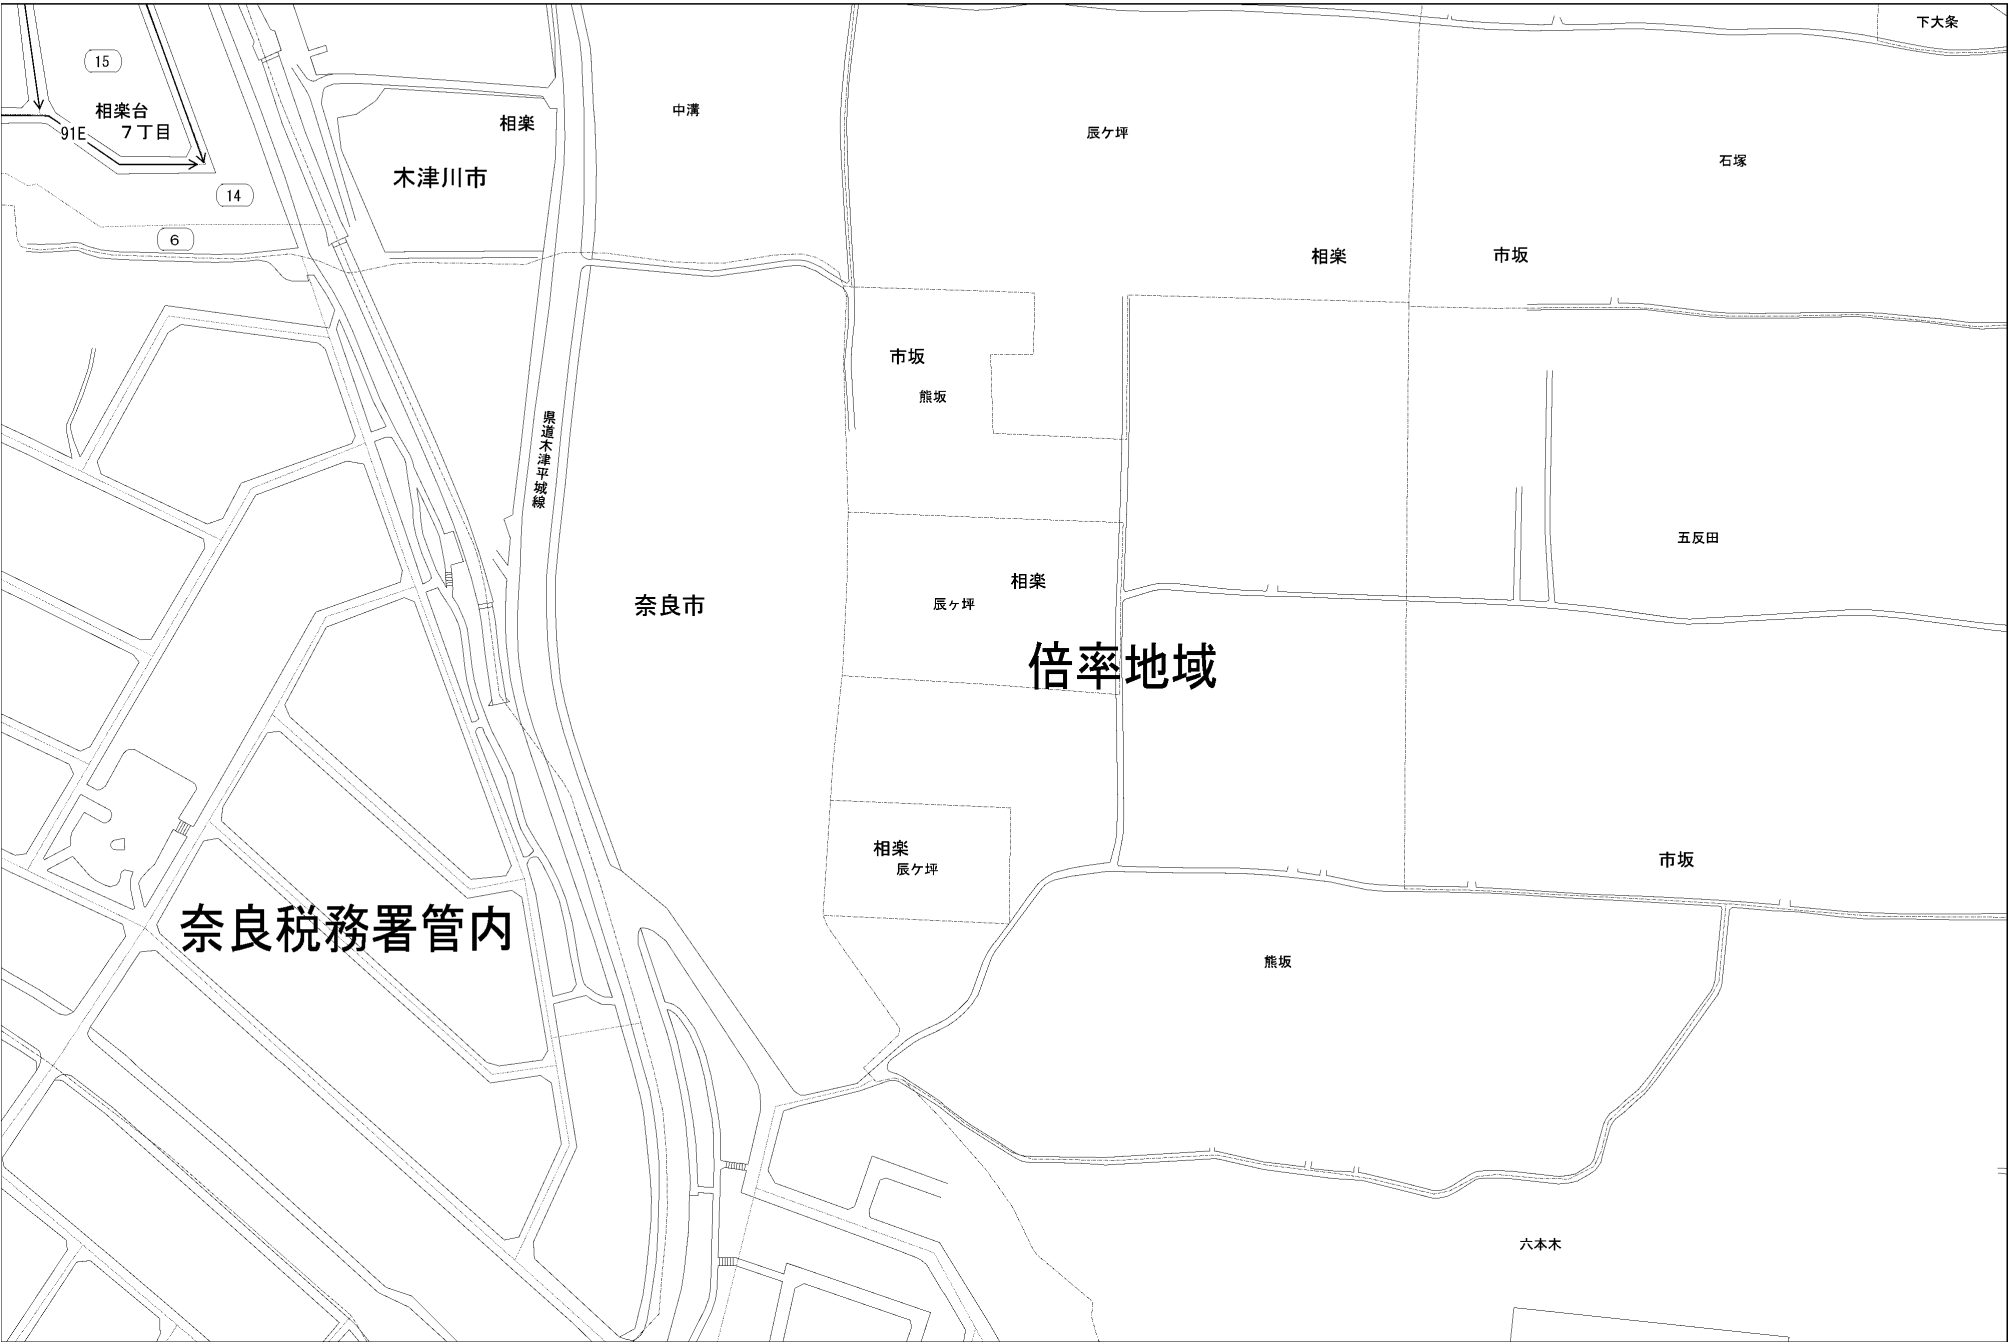 下大条
15
相楽台
７丁目
91E
相楽
中溝
辰ケ坪
石塚
木津川市
14
6
相楽
市坂
市坂
熊坂
県道木津平城線
五反田
相楽
辰ヶ坪
奈良市
倍率地域
相楽
辰ケ坪
市坂
奈良税務署管内
熊坂
六本木